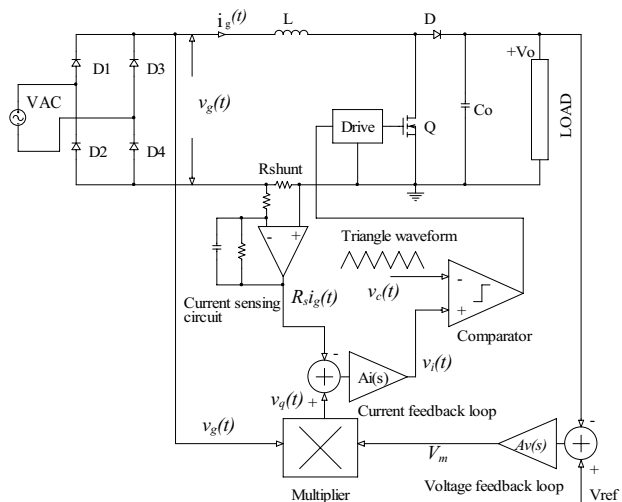 ig(t)
L
D
+Vo
D1
D3
VAC
vg(t)
Drive
Q
Co
LOAD
D2
D4
Rshunt
-
+
Triangle waveform
Current sensing
circuit
Rsig(t)
vc(t)
-
+
Comparator
-
Ai(s)
vi(t)
vq(t)
+
Current feedback loop
vg(t)
Vm
Av(s)
-
+
Multiplier
Voltage feedback loop
Vref